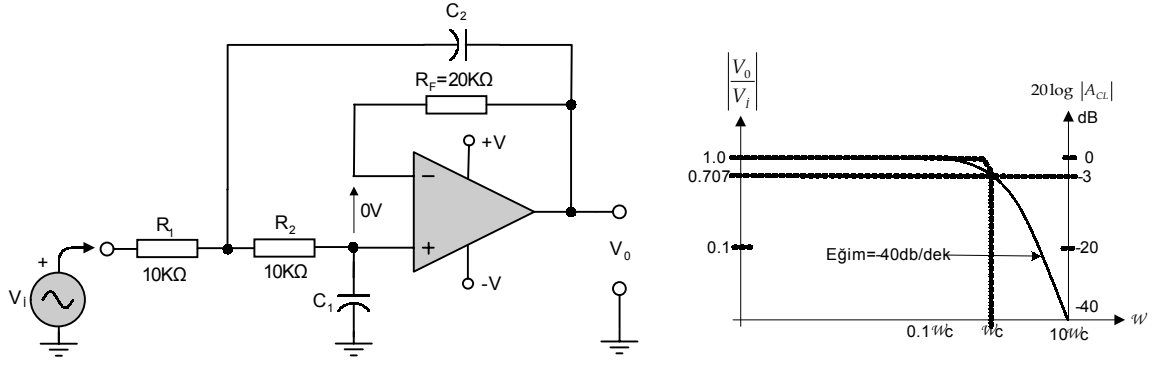 C2
RF=20KΩ
+V
−
0V
R1
R2
+
+
10KΩ
10KΩ
Vİ
C1
-V
V0
|V0/Vİ|
20log |ACL|
dB
1.0
0
0.707
-3
0.1
-20
Eğim=-40db/dek
-40
0.1wc
wc
10wc
w